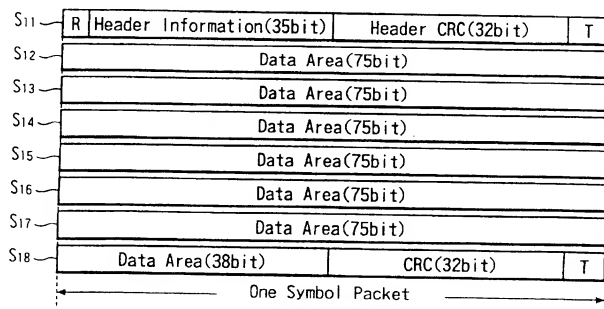 S11 R Header Information(35bit) Header CRC(32bit) T
S12 Data Area(75bit)
S13 Data Area(75bit)
S14 Data Area(75bit)
S15 Data Area(75bit)
S16 Data Area(75bit)
S17 Data Area(75bit)
S18 Data Area(38bit) CRC(32bit) T
One Symbol Packet